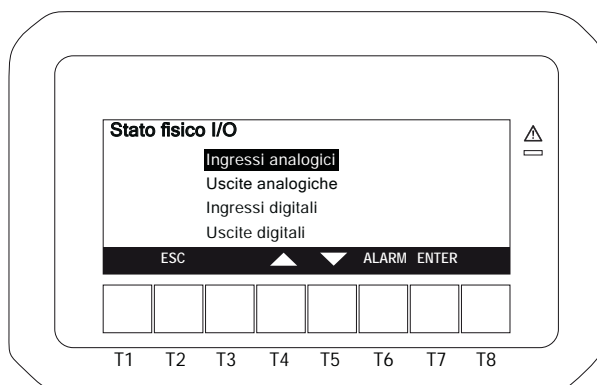 Stato fisico I/O
Ingressi analogici
Uscite analogiche
Ingressi digitali
Uscite digitali
ESC ALARM ENTER
T1 T2 T3 T4 T5 T6 T7 T8